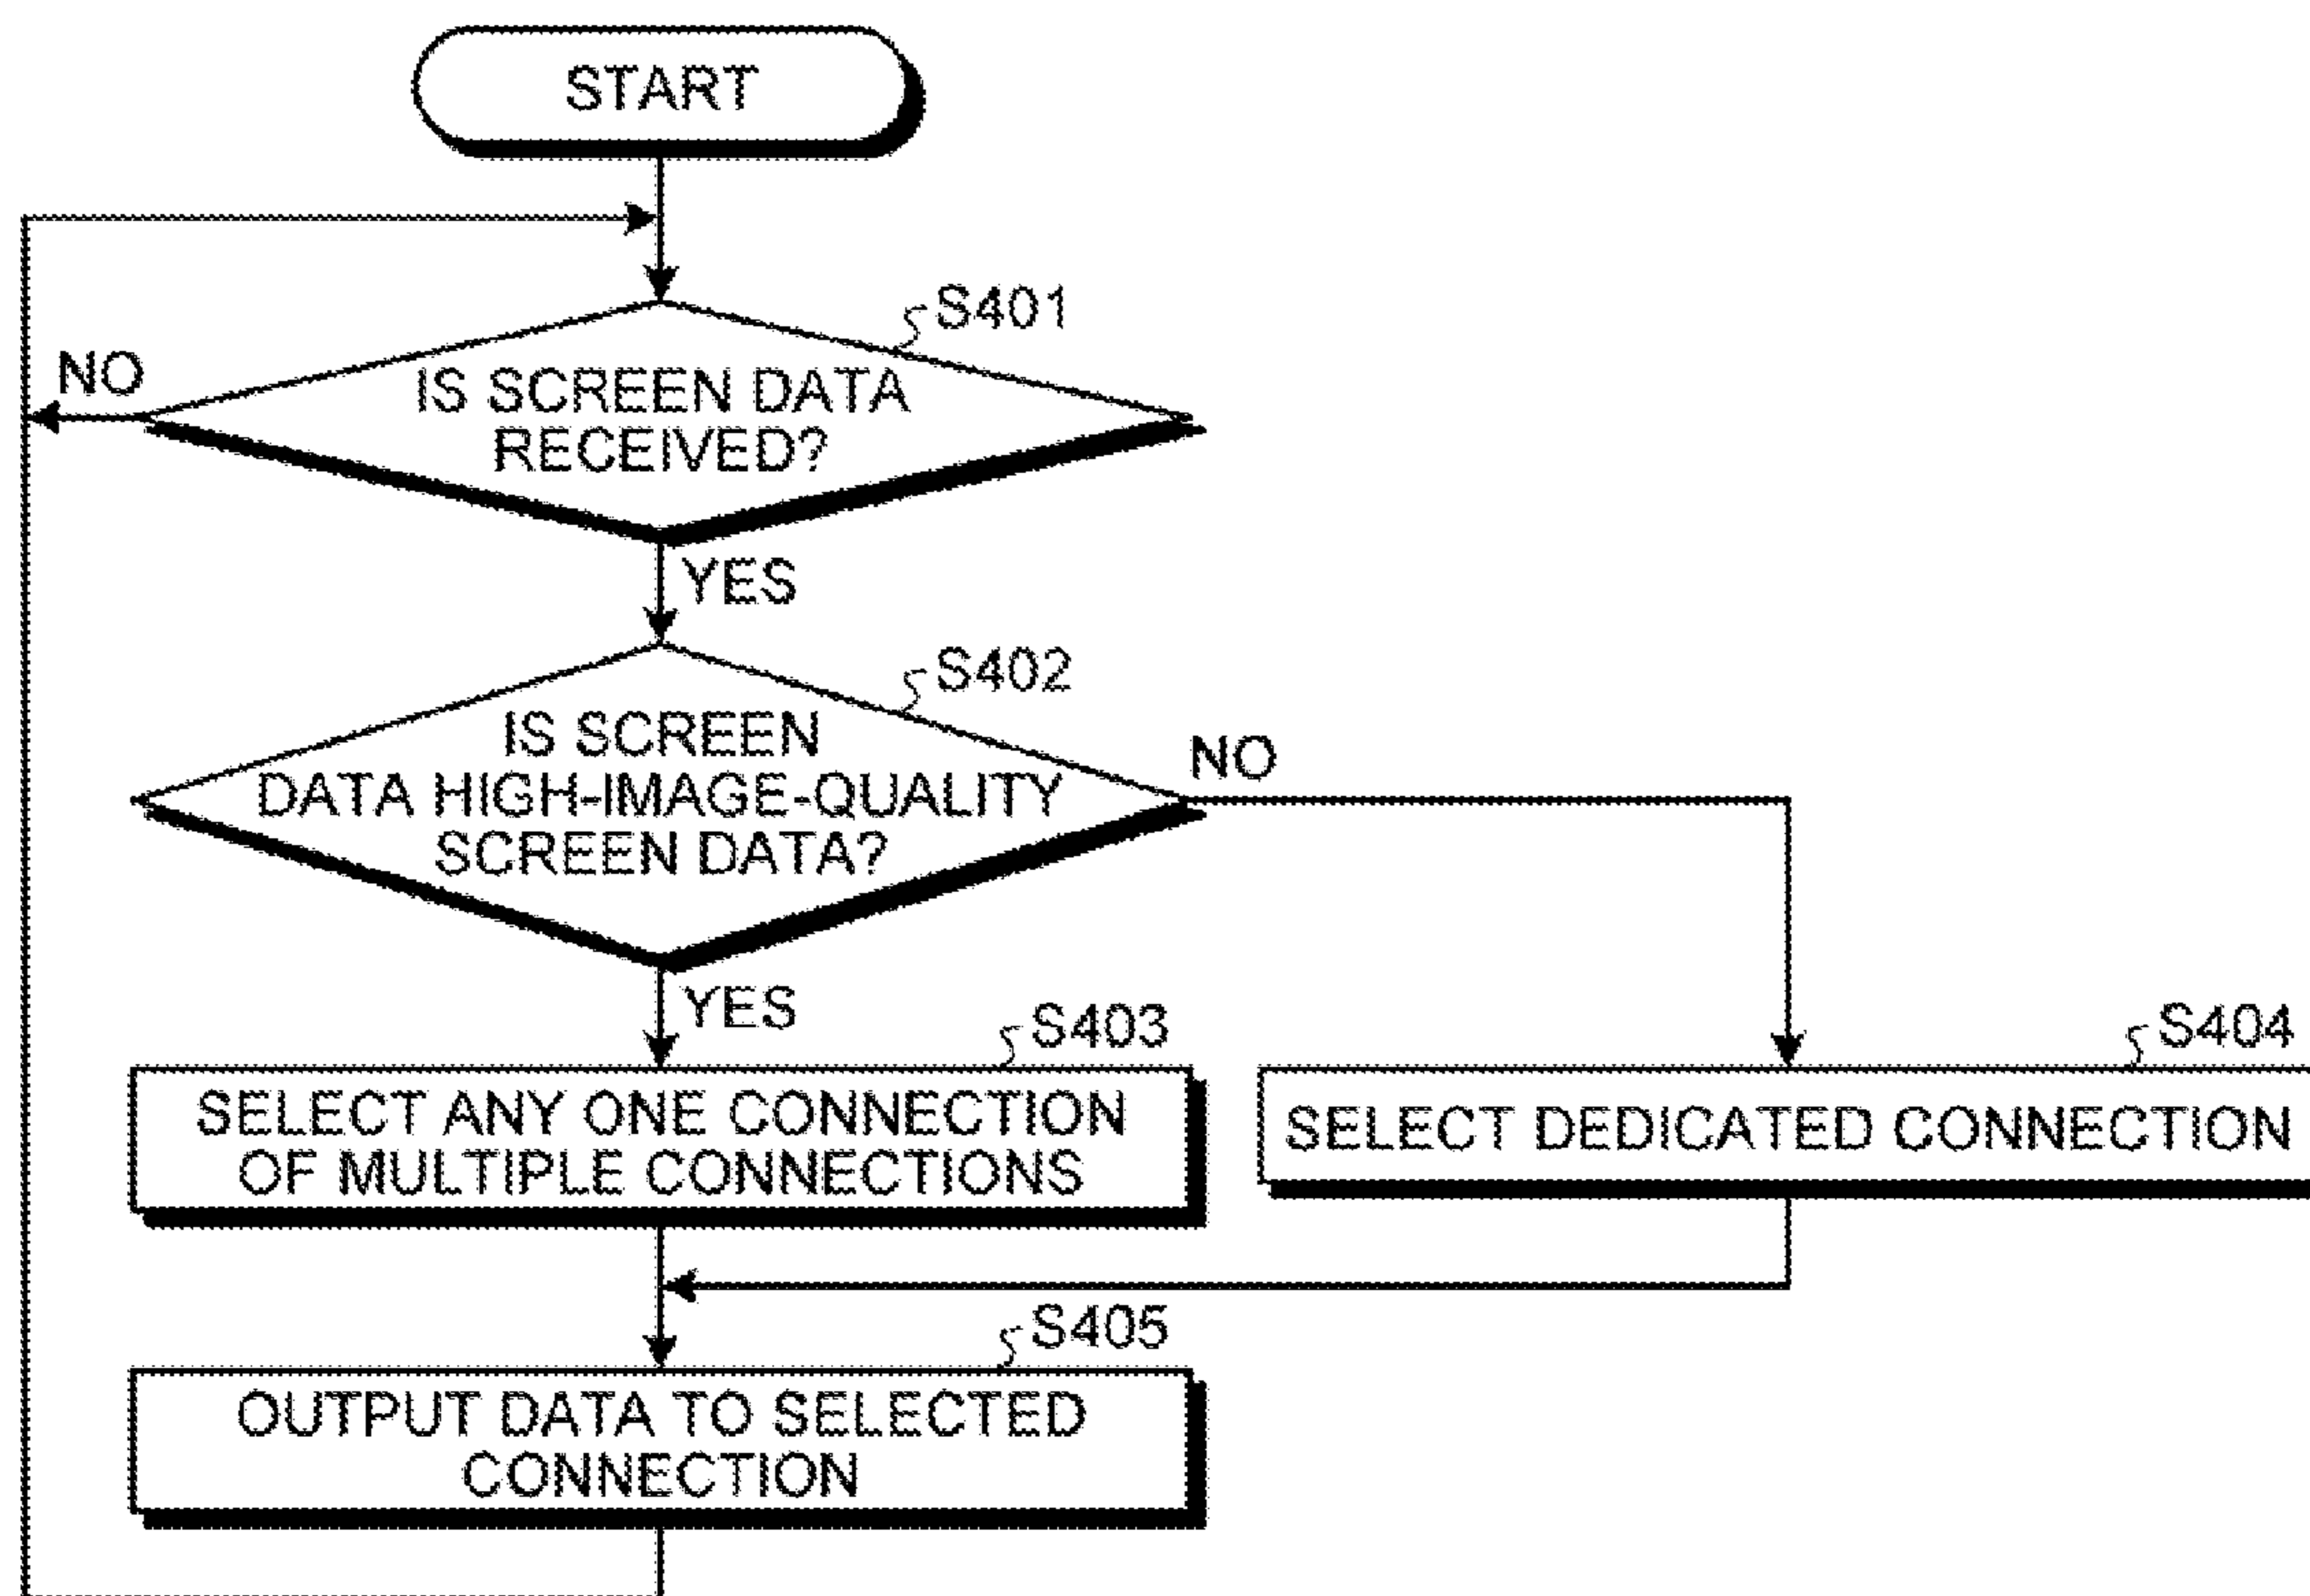 START
S401
NO
IS SCREEN DATA
RECEIVED?
YES
S402
IS SCREEN
DATA HIGH-IMAGE-QUALITY
SCREEN DATA?
NO
YES
S403
SELECT ANY ONE CONNECTION
OF MULTIPLE CONNECTIONS
S404
SELECT DEDICATED CONNECTION
S405
OUTPUT DATA TO SELECTED
CONNECTION